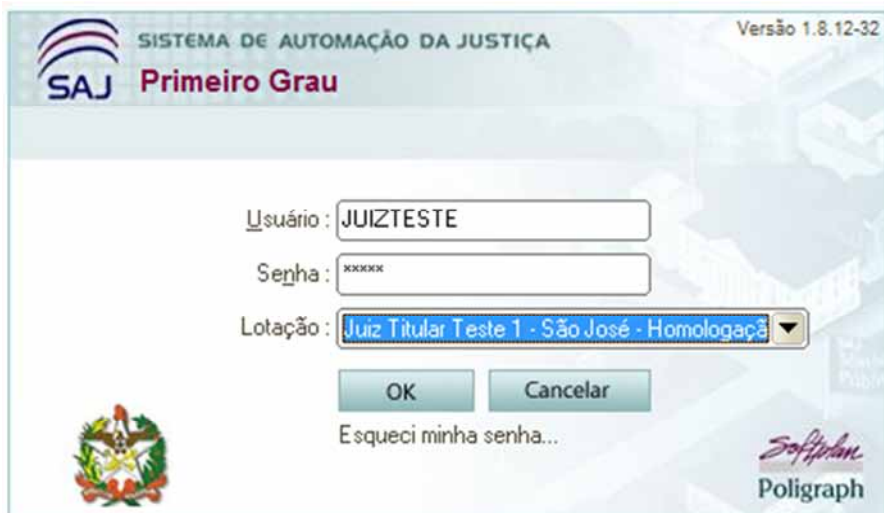 SISTEMA DE AUTOMAÇÃO DA JUSTIÇA
Versão 1.8.12-32
SAJ
Primeiro Grau
Usuário : JUIZTESTE
Senha : *****
Lotação : Juiz Titular Teste 1 - São José - Homologaçã
OK Cancelar
Esqueci minha senha...
Softplan
Poligraph